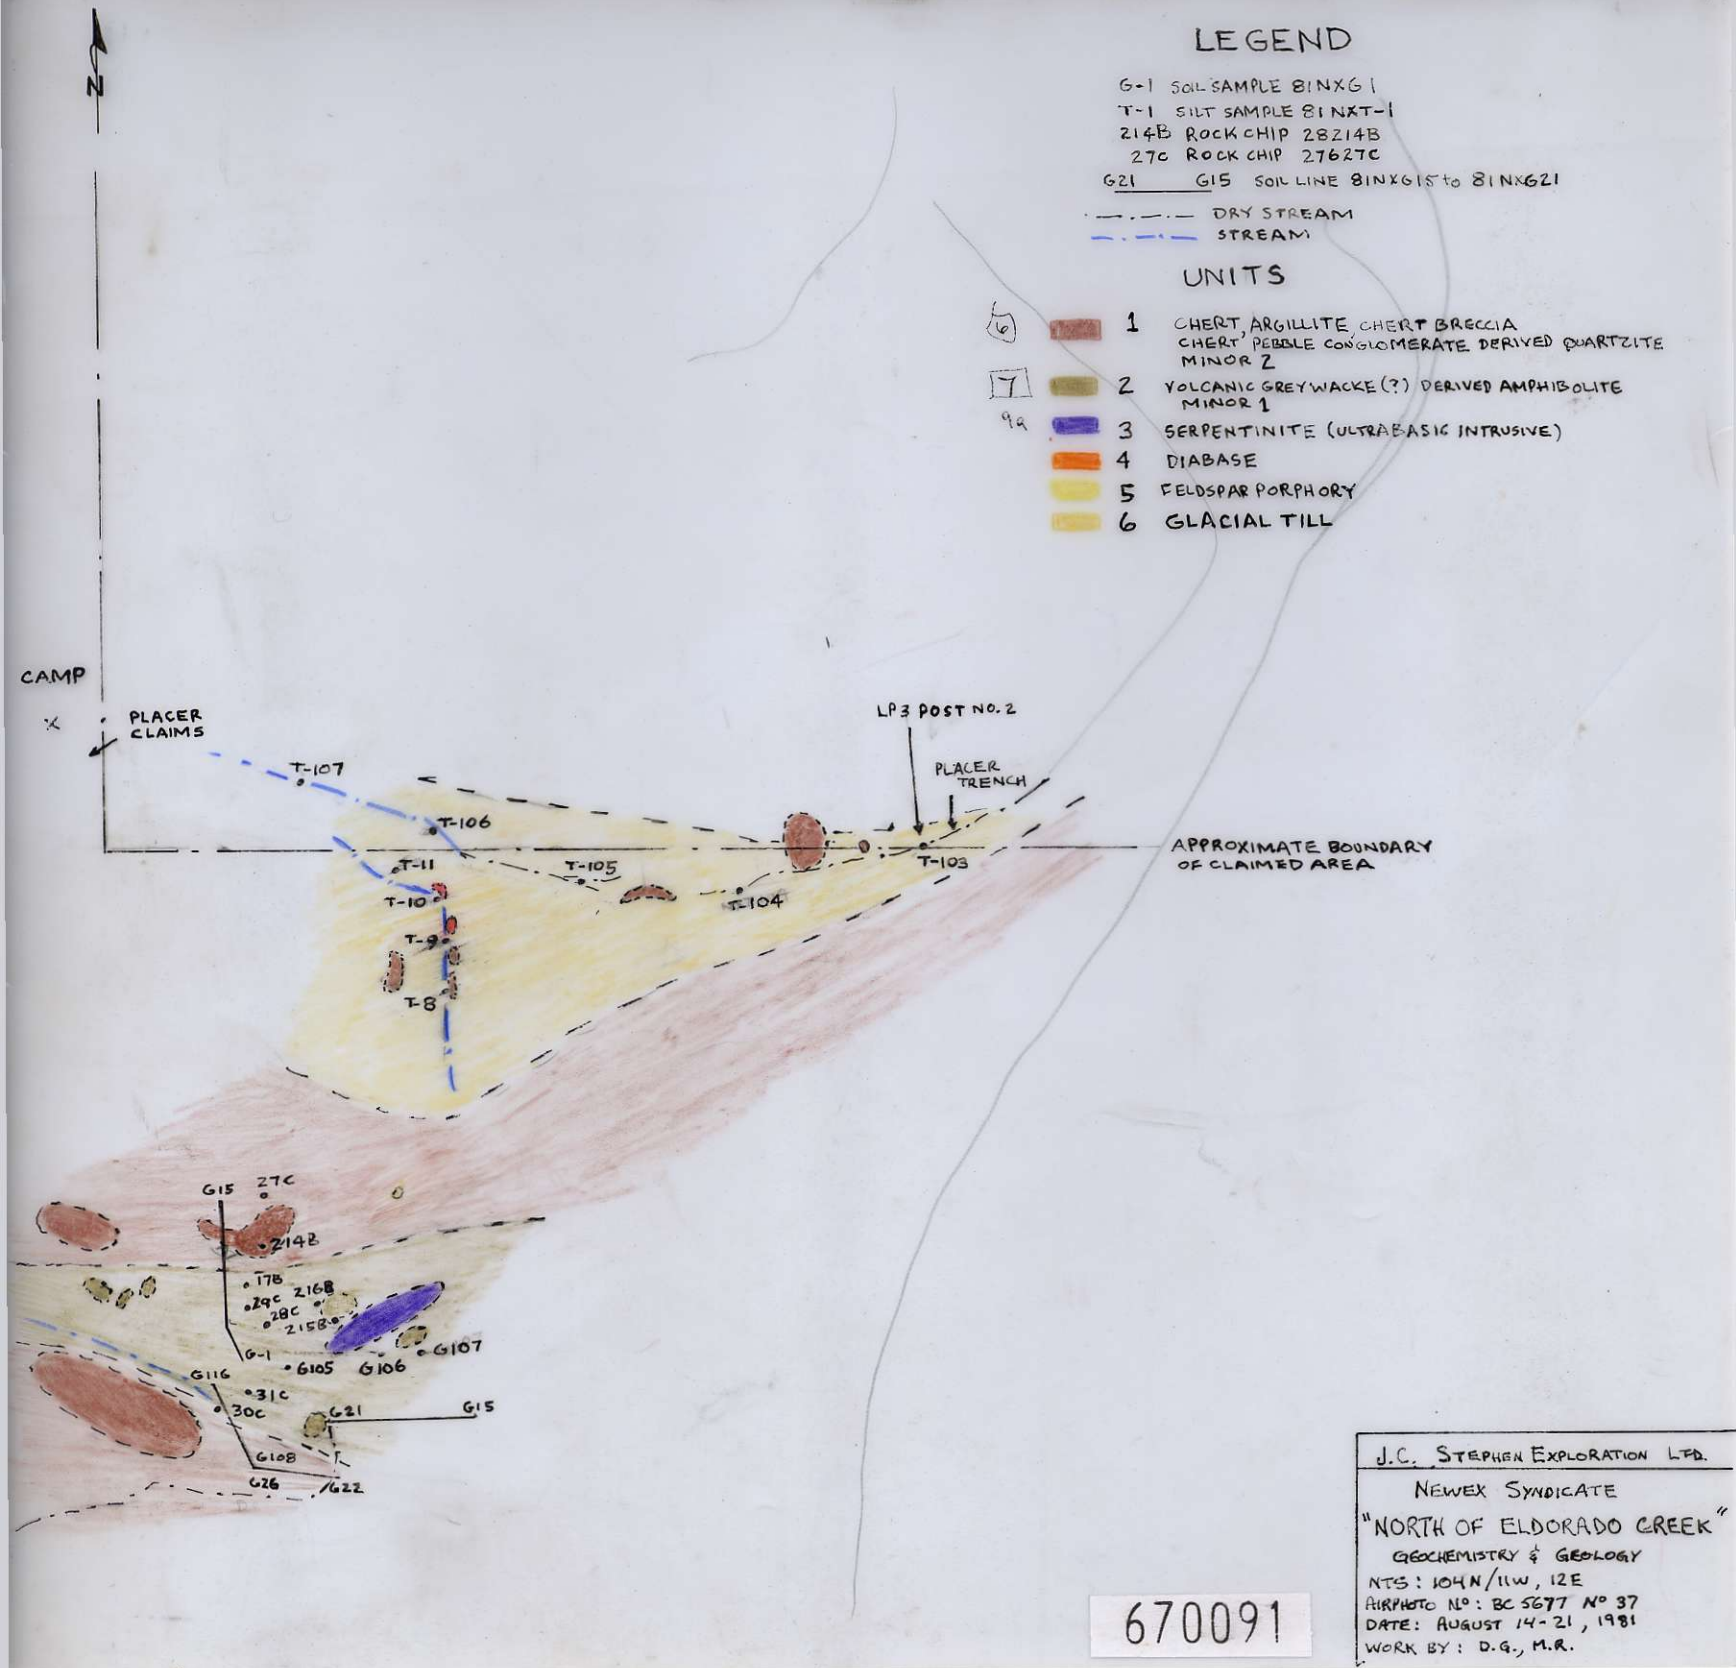 N
LEGEND
G-1 SOIL SAMPLE 81NXG1
T-1 SILT SAMPLE 81NXT-1
214B ROCK CHIP 28214B
27C ROCK CHIP 27627C
G21 G15 SOIL LINE 81NXG15 to 81NXG21
DRY STREAM
STREAM
UNITS
6 1 CHERT, ARGILLITE, CHERT BRECCIA
CHERT PEBBLE CONGLOMERATE DERIVED QUARTZITE
MINOR 2
7 2 VOLCANIC GREYWACKE (?) DERIVED AMPHIBOLITE
MINOR 1
9a 3 SERPENTINITE (ULTRABASIC INTRUSIVE)
4 DIABASE
5 FELDSPAR PORPHORY
6 GLACIAL TILL
CAMP
X
PLACER
CLAIMS
LP3 POST NO. 2
PLACER
TRENCH
T-107
T-106
T-11
T-105
T-10
T-104
T-103
APPROXIMATE BOUNDARY
OF CLAIMED AREA
T-9
T-8
G15 27C
214B
17B
29C 216B
28C
215B
G-1
G105 G106 G107
G116
31C
30C
G21 G15
G108
G26 G22
J.C. STEPHEN EXPLORATION LTD.
NEWEX SYNDICATE
"NORTH OF ELDORADO CREEK"
GEOCHEMISTRY & GEOLOGY
NTS: 104N/11W, 12E
AIRPHOTO Nº: BC 5677 Nº 37
DATE: AUGUST 14-21, 1981
WORK BY: D.G., M.R.
670091